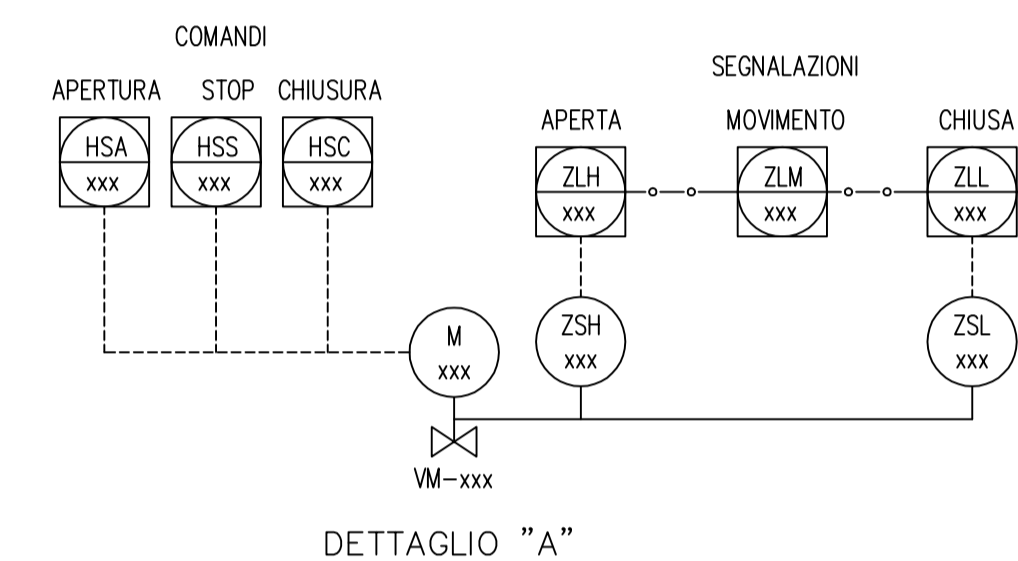 COMANDI
APERTURA STOP CHIUSURA
HSA HSS HSC
xxx xxx xxx
SEGNALAZIONI
APERTA MOVIMENTO CHIUSA
ZLH ZLM ZLL
xxx xxx xxx
M ZSH ZSL
xxx xxx xxx
VM-xxx
DETTAGLIO "A"